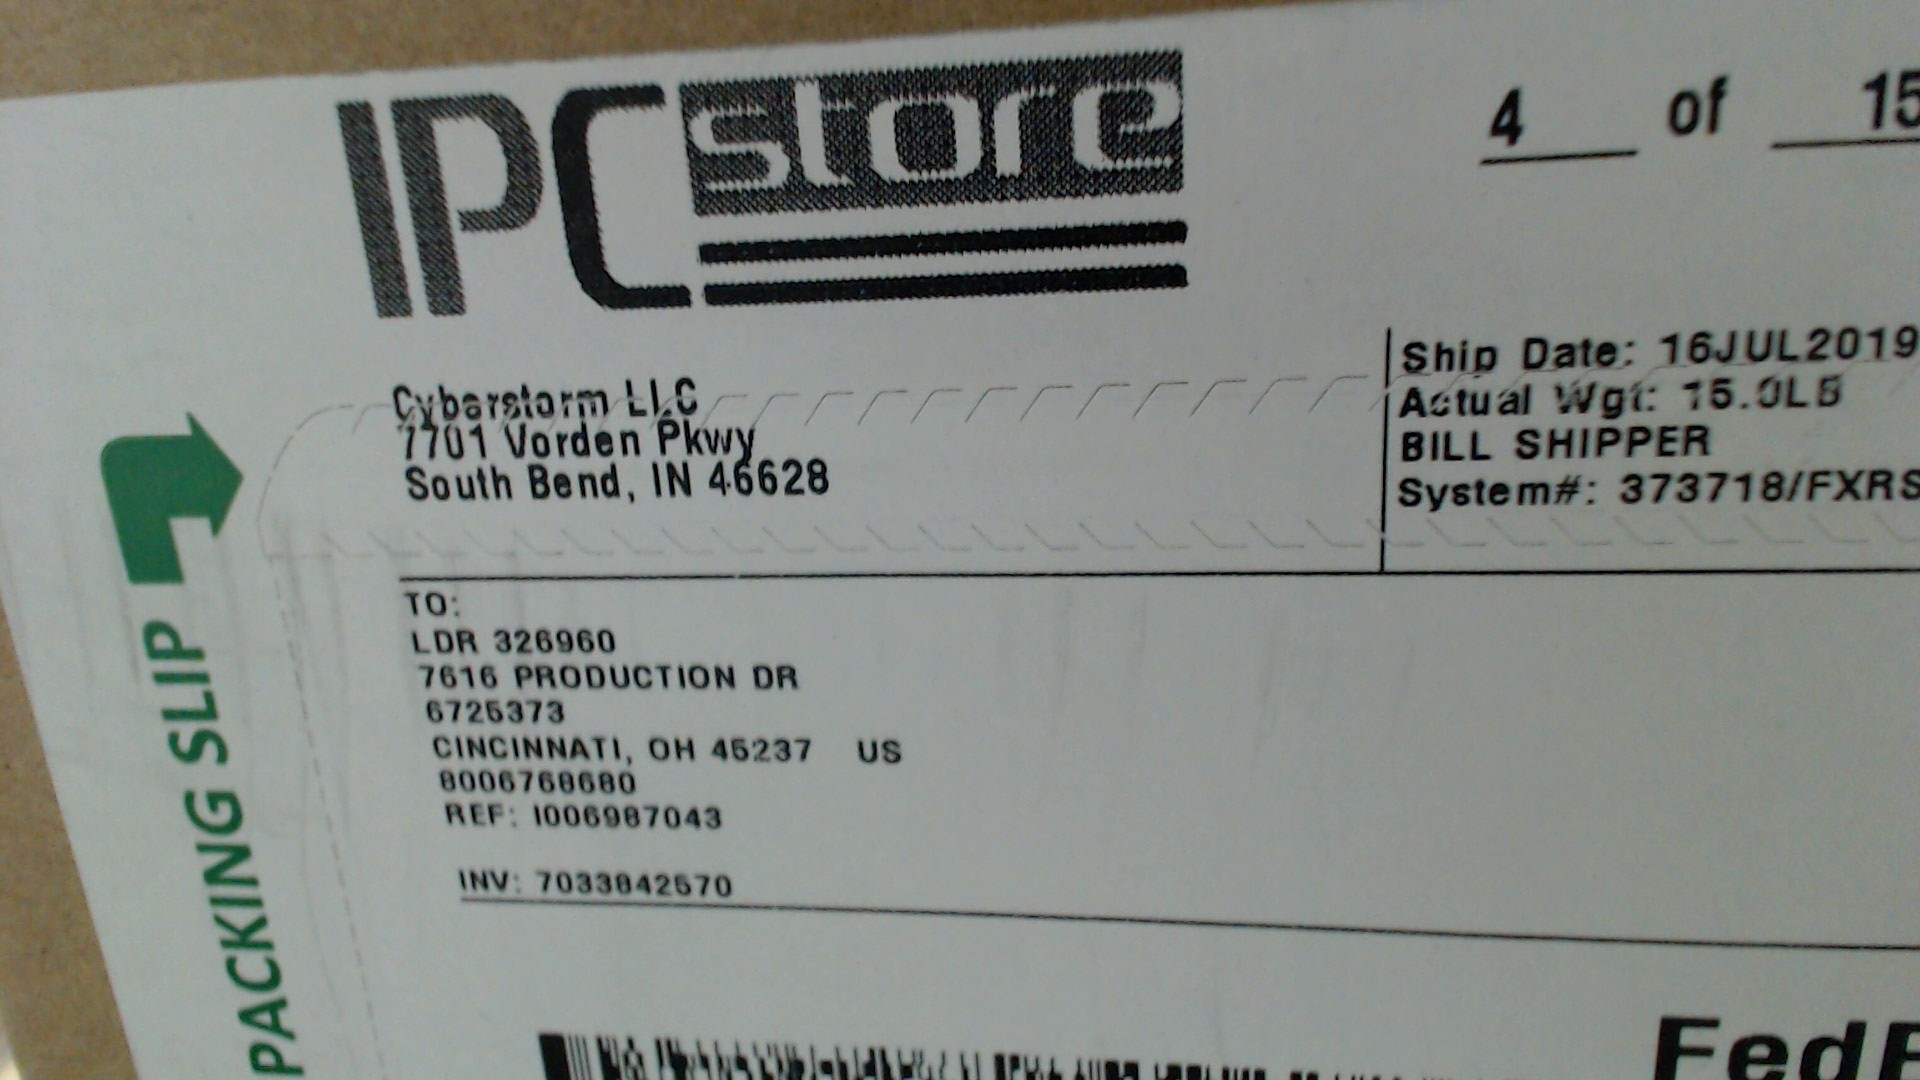 IPC store
4 of 15
Cyberstorm LLC
7701 Vorden Pkwy
South Bend, IN 46628
Ship Date: 16JUL2019
Actual Wgt: 15.0LB
BILL SHIPPER
System#: 373718/FXRS
TO:
LDR 326960
7616 PRODUCTION DR
6725373
CINCINNATI, OH 45237 US
8006768680
REF: I006987043
INV: 7033842570
PACKING SLIP
FedE